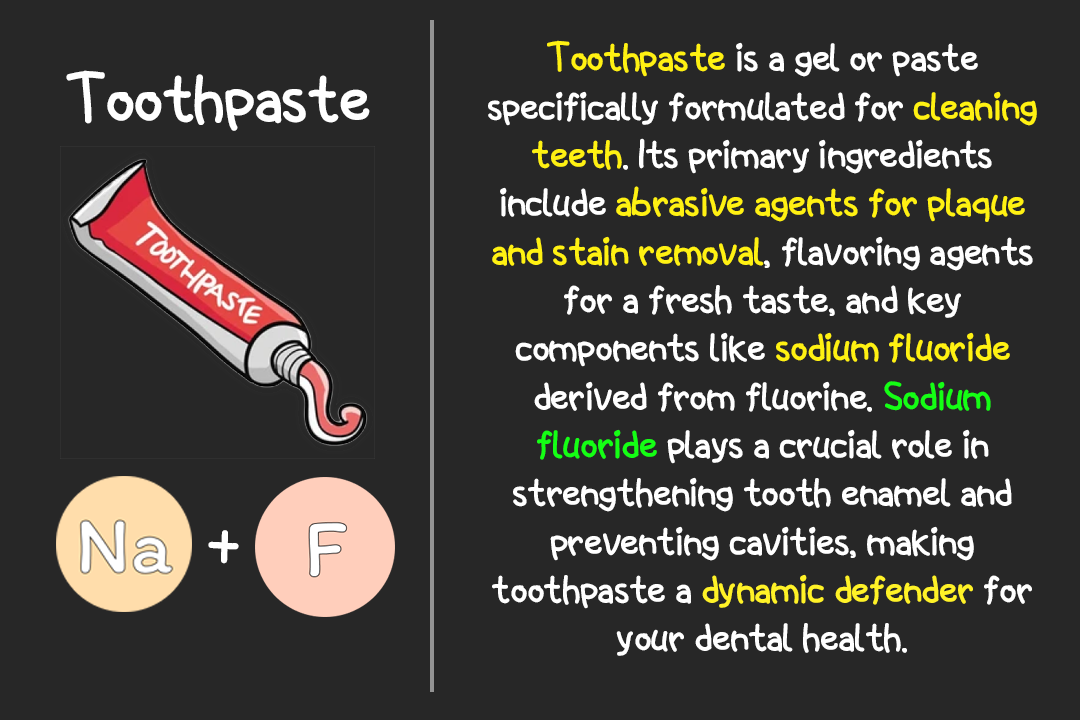 Toothpaste
TOOTHPASTE
Na + F
Toothpaste is a gel or paste
specifically formulated for cleaning
teeth. Its primary ingredients
include abrasive agents for plaque
and stain removal, flavoring agents
for a fresh taste, and key
components like sodium fluoride
derived from fluorine. Sodium
fluoride plays a crucial role in
strengthening tooth enamel and
preventing cavities, making
toothpaste a dynamic defender for
your dental health.